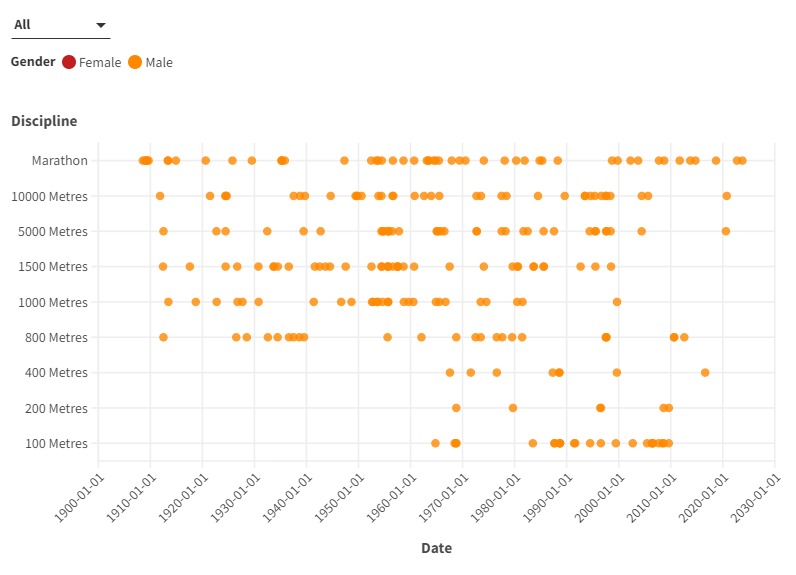 All
Gender Female Male
Discipline
Marathon
10000 Metres
5000 Metres
1500 Metres
1000 Metres
800 Metres
400 Metres
200 Metres
100 Metres
1900-01-01 1910-01-01 1920-01-01 1930-01-01 1940-01-01 1950-01-01 1960-01-01 1970-01-01 1980-01-01 1990-01-01 2000-01-01 2010-01-01 2020-01-01 2030-01-01
Date